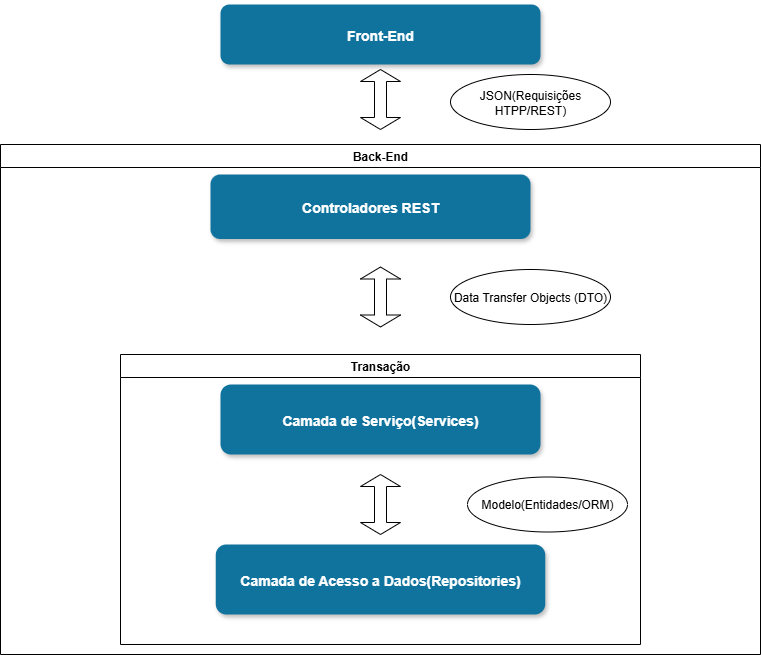 Front-End
JSON(Requisições
HTPP/REST)
Back-End
Controladores REST
Data Transfer Objects (DTO)
Transação
Camada de Serviço(Services)
Modelo(Entidades/ORM)
Camada de Acesso a Dados(Repositories)